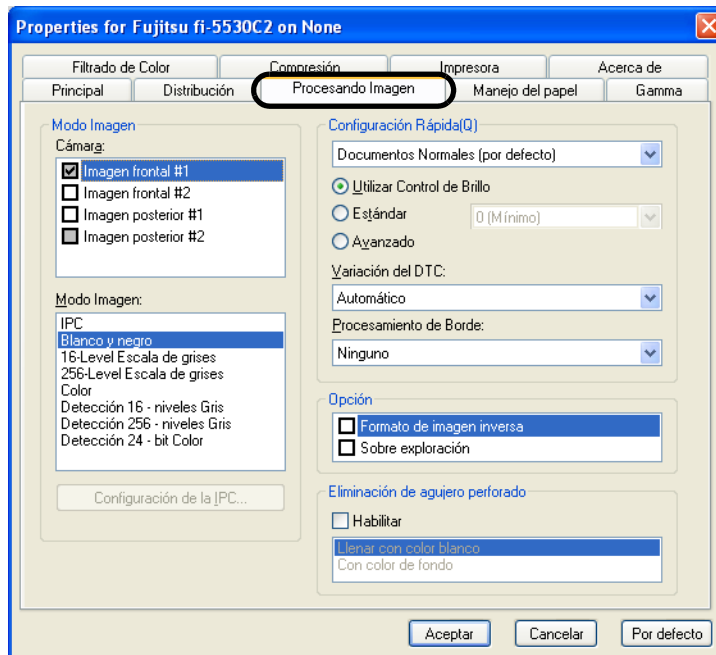 Properties for Fujitsu fi-5530C2 on None
Filtrado de Color
Compresión
Impresora
Acerca de
Principal
Distribución
Procesando Imagen
Manejo del papel
Gamma
Modo Imagen
Cámara:
Imagen frontal #1
Imagen frontal #2
Imagen posterior #1
Imagen posterior #2
Modo Imagen:
IPC
Blanco y negro
16-Level Escala de grises
256-Level Escala de grises
Color
Detección 16 - niveles Gris
Detección 256 - niveles Gris
Detección 24 - bit Color
Configuración de la IPC...
Configuración Rápida(Q)
Documentos Normales (por defecto)
Utilizar Control de Brillo
Estándar
0 (Mínimo)
Avanzado
Variación del DTC:
Automático
Procesamiento de Borde:
Ninguno
Opción
Formato de imagen inversa
Sobre exploración
Eliminación de agujero perforado
Habilitar
Llenar con color blanco
Con color de fondo
Aceptar
Cancelar
Por defecto